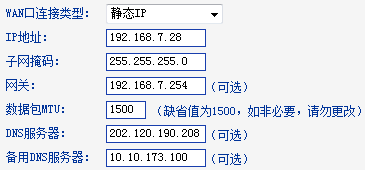 WAN口连接类型： 静态IP
IP地址： 192.168.7.28
子网掩码： 255.255.255.0
网关： 192.168.7.254 (可选)
数据包MTU： 1500 (缺省值为1500，如非必要，请勿更改)
DNS服务器： 202.120.190.208 (可选)
备用DNS服务器： 10.10.173.100 (可选)